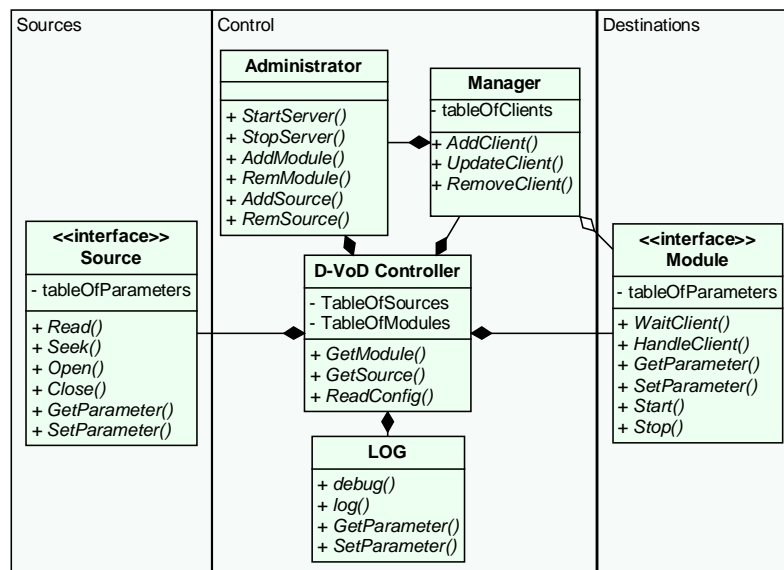 Sources
Control
Destinations
Administrator
+ StartServer()
+ StopServer()
+ AddModule()
+ RemModule()
+ AddSource()
+ RemSource()
Manager
- tableOfClients
+ AddClient()
+ UpdateClient()
+ RemoveClient()
<<interface>>
Source
- tableOfParameters
+ Read()
+ Seek()
+ Open()
+ Close()
+ GetParameter()
+ SetParameter()
D-VoD Controller
- TableOfSources
- TableOfModules
+ GetModule()
+ GetSource()
+ ReadConfig()
<<interface>>
Module
- tableOfParameters
+ WaitClient()
+ HandleClient()
+ GetParameter()
+ SetParameter()
+ Start()
+ Stop()
LOG
+ debug()
+ log()
+ GetParameter()
+ SetParameter()